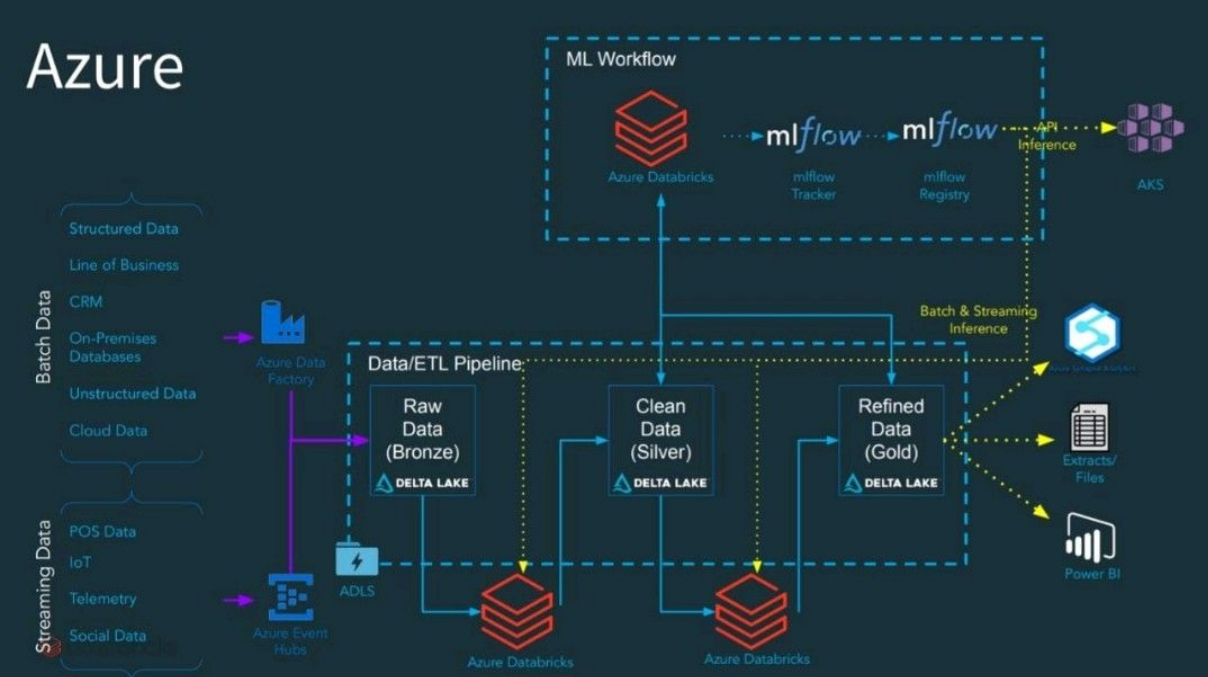 Azure
ML Workflow
Azure Databricks
mlflow
mlflow
Tracker
mlflow
mlflow
Registry
API
Inference
AKS
Batch Data
Structured Data
Line of Business
CRM
On-Premises
Databases
Unstructured Data
Cloud Data
Azure Data
Factory
Batch & Streaming
Inference
Data/ETL Pipeline
Raw
Data
(Bronze)
DELTA LAKE
Clean
Data
(Silver)
DELTA LAKE
Refined
Data
(Gold)
DELTA LAKE
Azure Synapse Analytics
Extracts/
Files
Power BI
Streaming Data
POS Data
IoT
Telemetry
Social Data
Azure Event
Hubs
ADLS
Azure Databricks
Azure Databricks